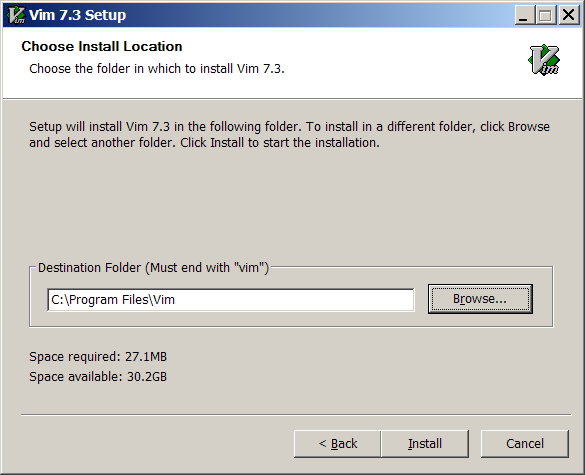 Vim 7.3 Setup
Choose Install Location
Choose the folder in which to install Vim 7.3.
Vim
Setup will install Vim 7.3 in the following folder. To install in a different folder, click Browse
and select another folder. Click Install to start the installation.
Destination Folder (Must end with "vim")
C:\Program Files\Vim
Browse...
Space required: 27.1MB
Space available: 30.2GB
< Back
Install
Cancel